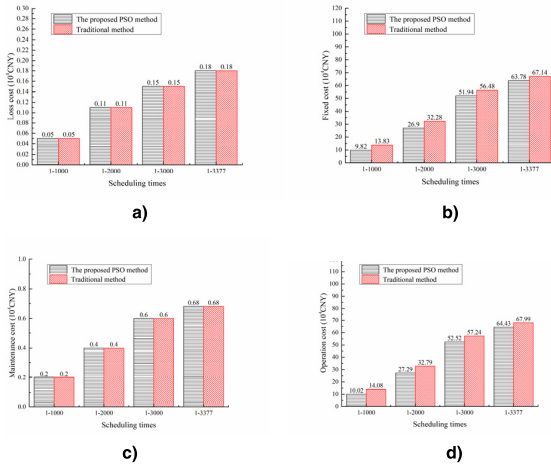 The proposed PSO method
Traditional method
Loss cost (10⁴CNY)
0.30
0.28
0.26
0.24
0.22
0.20
0.18
0.16
0.14
0.12
0.10
0.08
0.06
0.04
0.02
0.00
0.05 0.05
0.11 0.11
0.15 0.15
0.18 0.18
1-1000 1-2000 1-3000 1-3377
Scheduling times
a)
The proposed PSO method
Traditional method
Fixed cost (10⁴CNY)
120
110
100
90
80
70
60
50
40
30
20
10
0
9.82 13.83
26.9 32.28
51.94 56.48
63.78 67.14
1-1000 1-2000 1-3000 1-3377
Scheduling times
b)
The proposed PSO method
Traditional method
Maintenance cost (10⁴CNY)
1.0
0.8
0.6
0.4
0.2
0.0
0.2 0.2
0.4 0.4
0.6 0.6
0.68 0.68
1-1000 1-2000 1-3000 1-3377
Scheduling times
c)
The proposed PSO method
Traditional method
Operation cost (10⁴CNY)
110
100
90
80
70
60
50
40
30
20
10
0
10.02 14.08
27.29 32.79
52.52 57.24
64.43 67.99
1-1000 1-2000 1-3000 1-3377
Scheduling times
d)